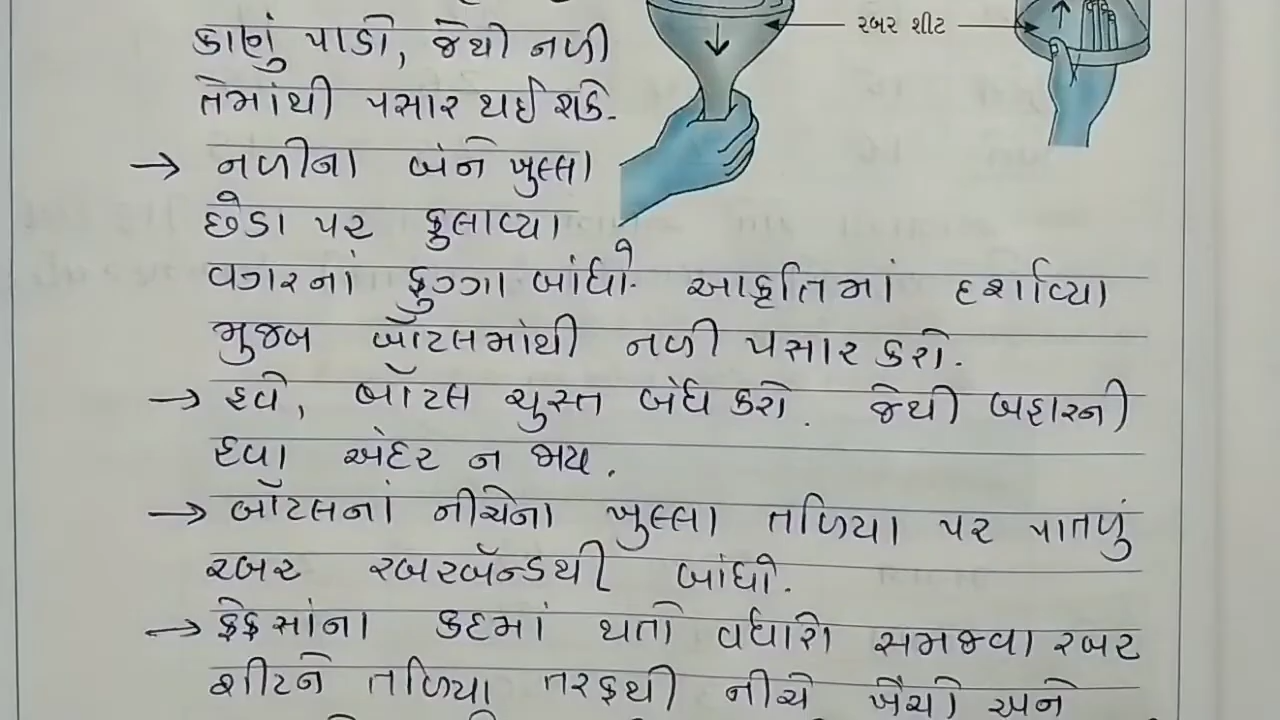 રબર શીટ
કાણું પાડો, જેથી નળી
તેમાંથી પસાર થઈ શકે.
→ નળીના બંને ખુલ્લા
છેડા પર ફુલાવ્યા
વગરનાં ફુગ્ગા બાંધો. આકૃતિમાં દર્શાવ્યા
મુજબ બૉટલમાંથી નળી પસાર કરો.
→ હવે, બૉટલ ચુસ્ત બંધ કરો. જેથી બહારની
હવા અંદર ન જાય.
→ બૉટલનાં નીચેના ખુલ્લા તળિયા પર પાતળું
રબર રબરબૅન્ડથી બાંધો.
→ ફેફસાંના કદમાં થતો વધારો સમજવા રબર
શીટને તળિયા તરફથી નીચે ખેંચો અને